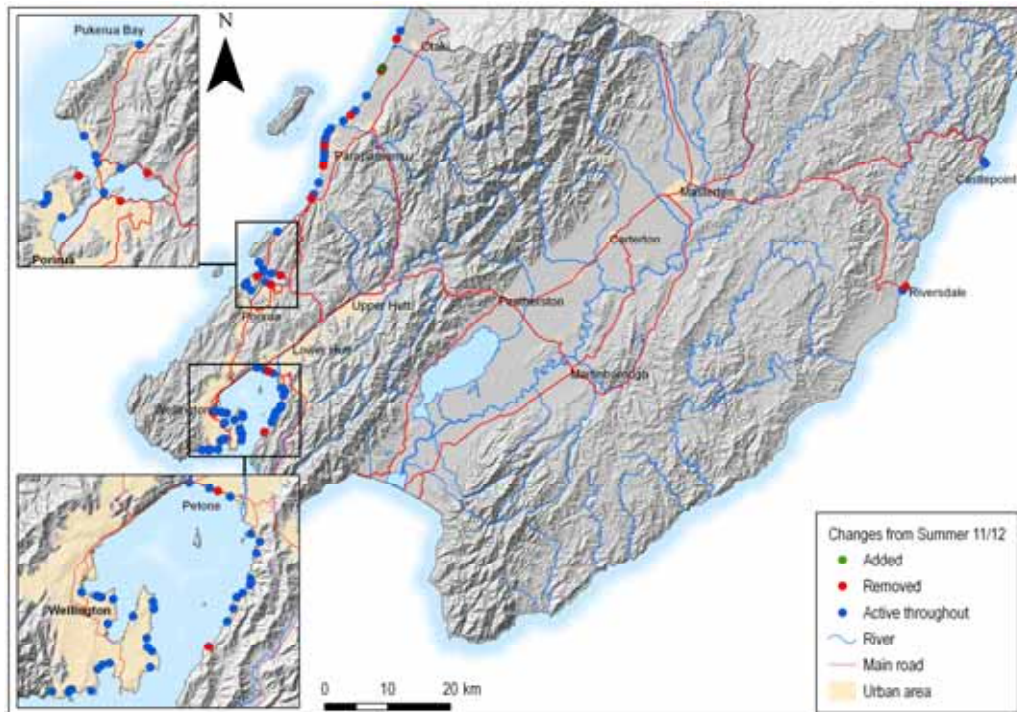 Pukerua Bay
Porirua
N
Otaki
Paraparaumu
Masterton
Castlepoint
Carterton
Riversdale
Upper Hutt
Featherston
Porirua
Lower Hutt
Martinborough
Wellington
Petone
Wellington
0 10 20 km
Changes from Summer 11/12
Added
Removed
Active throughout
River
Main road
Urban area